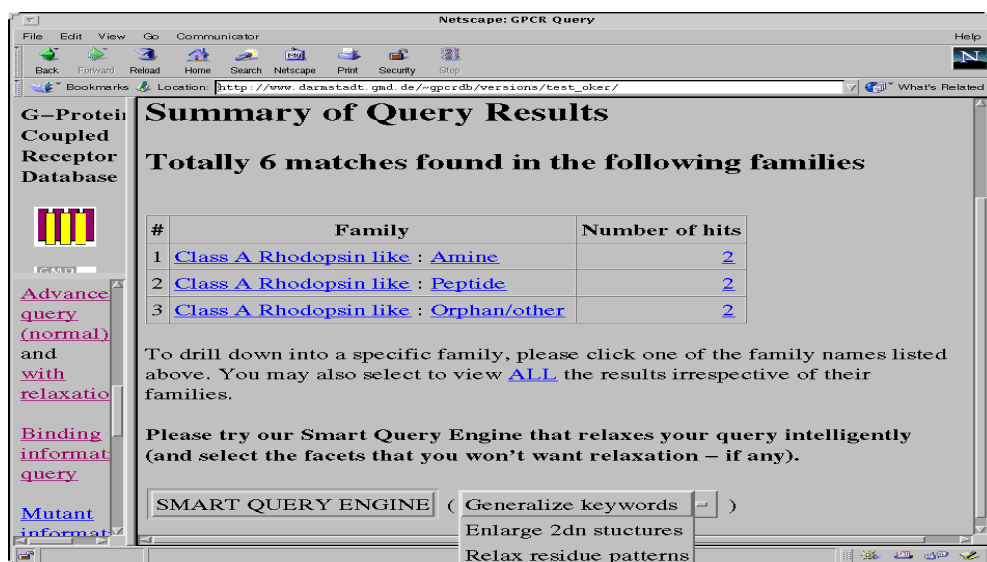 Netscape: GPCR Query
File Edit View Go Communicator Help
Back Forward Reload Home Search Netscape Print Security Stop
Bookmarks Location: http://www.darmstadt.gmd.de/~gpcrdb/versions/test_oker/ What's Related
G-Protein
Coupled
Receptor
Database
GMD
Advance
query
(normal)
and
with
relaxatio
Binding
informat
query
Mutant
informat
Summary of Query Results
Totally 6 matches found in the following families
# Family Number of hits
1 Class A Rhodopsin like : Amine 2
2 Class A Rhodopsin like : Peptide 2
3 Class A Rhodopsin like : Orphan/other 2
To drill down into a specific family, please click one of the family names listed
above. You may also select to view ALL the results irrespective of their
families.
Please try our Smart Query Engine that relaxes your query intelligently
(and select the facets that you won't want relaxation – if any).
SMART QUERY ENGINE ( Generalize keywords )
Enlarge 2dn stuctures
Relax residue patterns